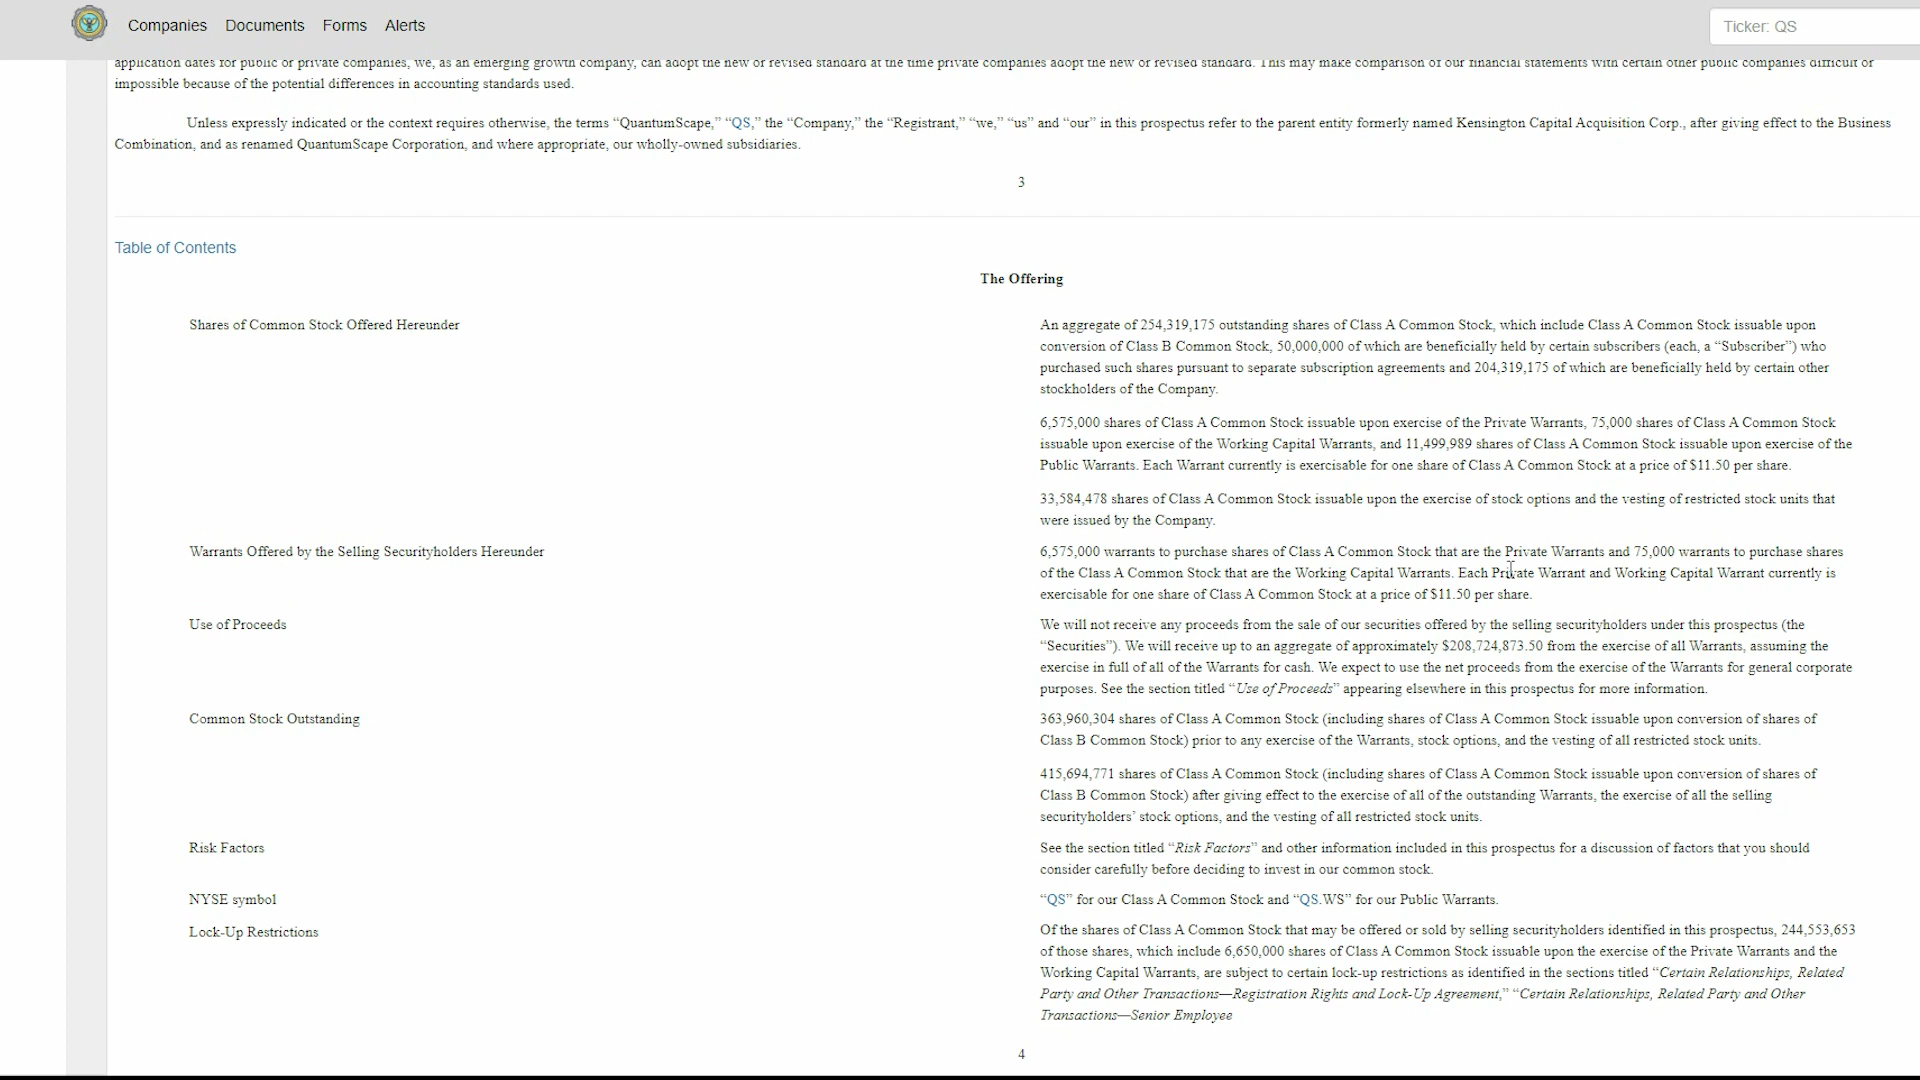 Companies Documents Forms Alerts
Ticker: QS
application dates for public or private companies, we, as an emerging growth company, can adopt the new or revised standard at the time private companies adopt the new or revised standard. This may make comparison of our financial statements with certain other public companies difficult or
impossible because of the potential differences in accounting standards used.
Unless expressly indicated or the context requires otherwise, the terms “QuantumScape,” “QS,” the “Company,” the “Registrant,” “we,” “us” and “our” in this prospectus refer to the parent entity formerly named Kensington Capital Acquisition Corp., after giving effect to the Business
Combination, and as renamed QuantumScape Corporation, and where appropriate, our wholly-owned subsidiaries.
3
Table of Contents
The Offering
Shares of Common Stock Offered Hereunder
An aggregate of 254,319,175 outstanding shares of Class A Common Stock, which include Class A Common Stock issuable upon
conversion of Class B Common Stock, 50,000,000 of which are beneficially held by certain subscribers (each, a “Subscriber”) who
purchased such shares pursuant to separate subscription agreements and 204,319,175 of which are beneficially held by certain other
stockholders of the Company.
6,575,000 shares of Class A Common Stock issuable upon exercise of the Private Warrants, 75,000 shares of Class A Common Stock
issuable upon exercise of the Working Capital Warrants, and 11,499,989 shares of Class A Common Stock issuable upon exercise of the
Public Warrants. Each Warrant currently is exercisable for one share of Class A Common Stock at a price of $11.50 per share.
33,584,478 shares of Class A Common Stock issuable upon the exercise of stock options and the vesting of restricted stock units that
were issued by the Company.
Warrants Offered by the Selling Securityholders Hereunder
6,575,000 warrants to purchase shares of Class A Common Stock that are the Private Warrants and 75,000 warrants to purchase shares
of the Class A Common Stock that are the Working Capital Warrants. Each Private Warrant and Working Capital Warrant currently is
exercisable for one share of Class A Common Stock at a price of $11.50 per share.
Use of Proceeds
We will not receive any proceeds from the sale of our securities offered by the selling securityholders under this prospectus (the
“Securities”). We will receive up to an aggregate of approximately $208,724,873.50 from the exercise of all Warrants, assuming the
exercise in full of all of the Warrants for cash. We expect to use the net proceeds from the exercise of the Warrants for general corporate
purposes. See the section titled “Use of Proceeds” appearing elsewhere in this prospectus for more information.
Common Stock Outstanding
363,960,304 shares of Class A Common Stock (including shares of Class A Common Stock issuable upon conversion of shares of
Class B Common Stock) prior to any exercise of the Warrants, stock options, and the vesting of all restricted stock units.
415,694,771 shares of Class A Common Stock (including shares of Class A Common Stock issuable upon conversion of shares of
Class B Common Stock) after giving effect to the exercise of all of the outstanding Warrants, the exercise of all the selling
securityholders’ stock options, and the vesting of all restricted stock units.
Risk Factors
See the section titled “Risk Factors” and other information included in this prospectus for a discussion of factors that you should
consider carefully before deciding to invest in our common stock.
NYSE symbol
“QS” for our Class A Common Stock and “QS.WS” for our Public Warrants.
Lock-Up Restrictions
Of the shares of Class A Common Stock that may be offered or sold by selling securityholders identified in this prospectus, 244,553,653
of those shares, which include 6,650,000 shares of Class A Common Stock issuable upon the exercise of the Private Warrants and the
Working Capital Warrants, are subject to certain lock-up restrictions as identified in the sections titled “Certain Relationships, Related
Party and Other Transactions—Registration Rights and Lock-Up Agreement,” “Certain Relationships, Related Party and Other
Transactions—Senior Employee
4